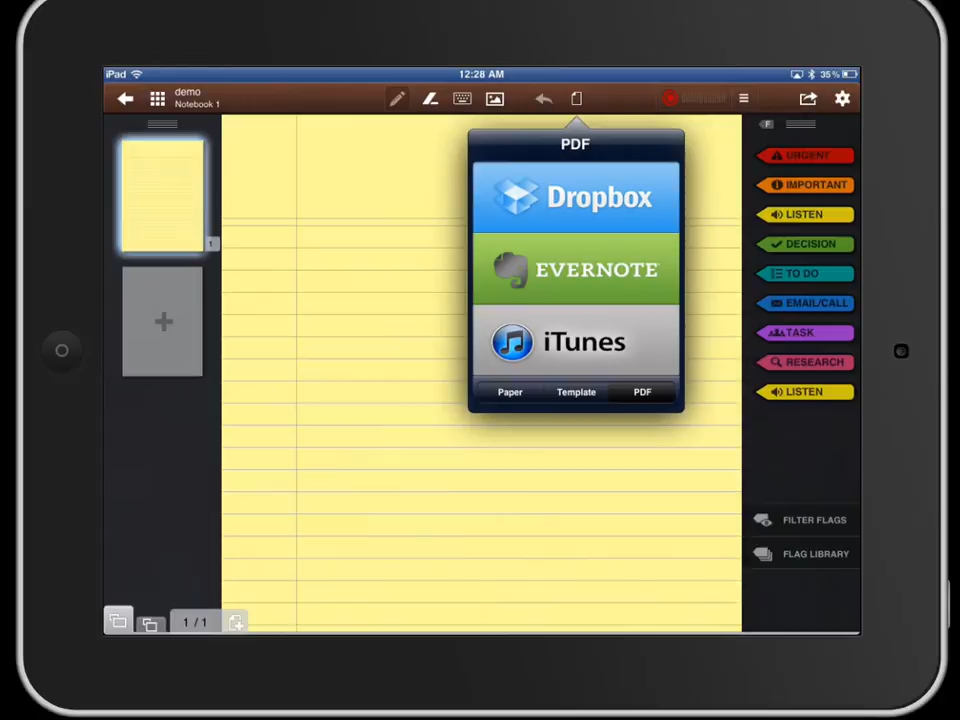 iPad
12:28 AM
35%
demo
Notebook 1
PDF
Dropbox
EVERNOTE
iTunes
Paper
Template
PDF
1
F
URGENT
IMPORTANT
LISTEN
DECISION
TO DO
EMAIL/CALL
TASK
RESEARCH
LISTEN
FILTER FLAGS
FLAG LIBRARY
1 / 1